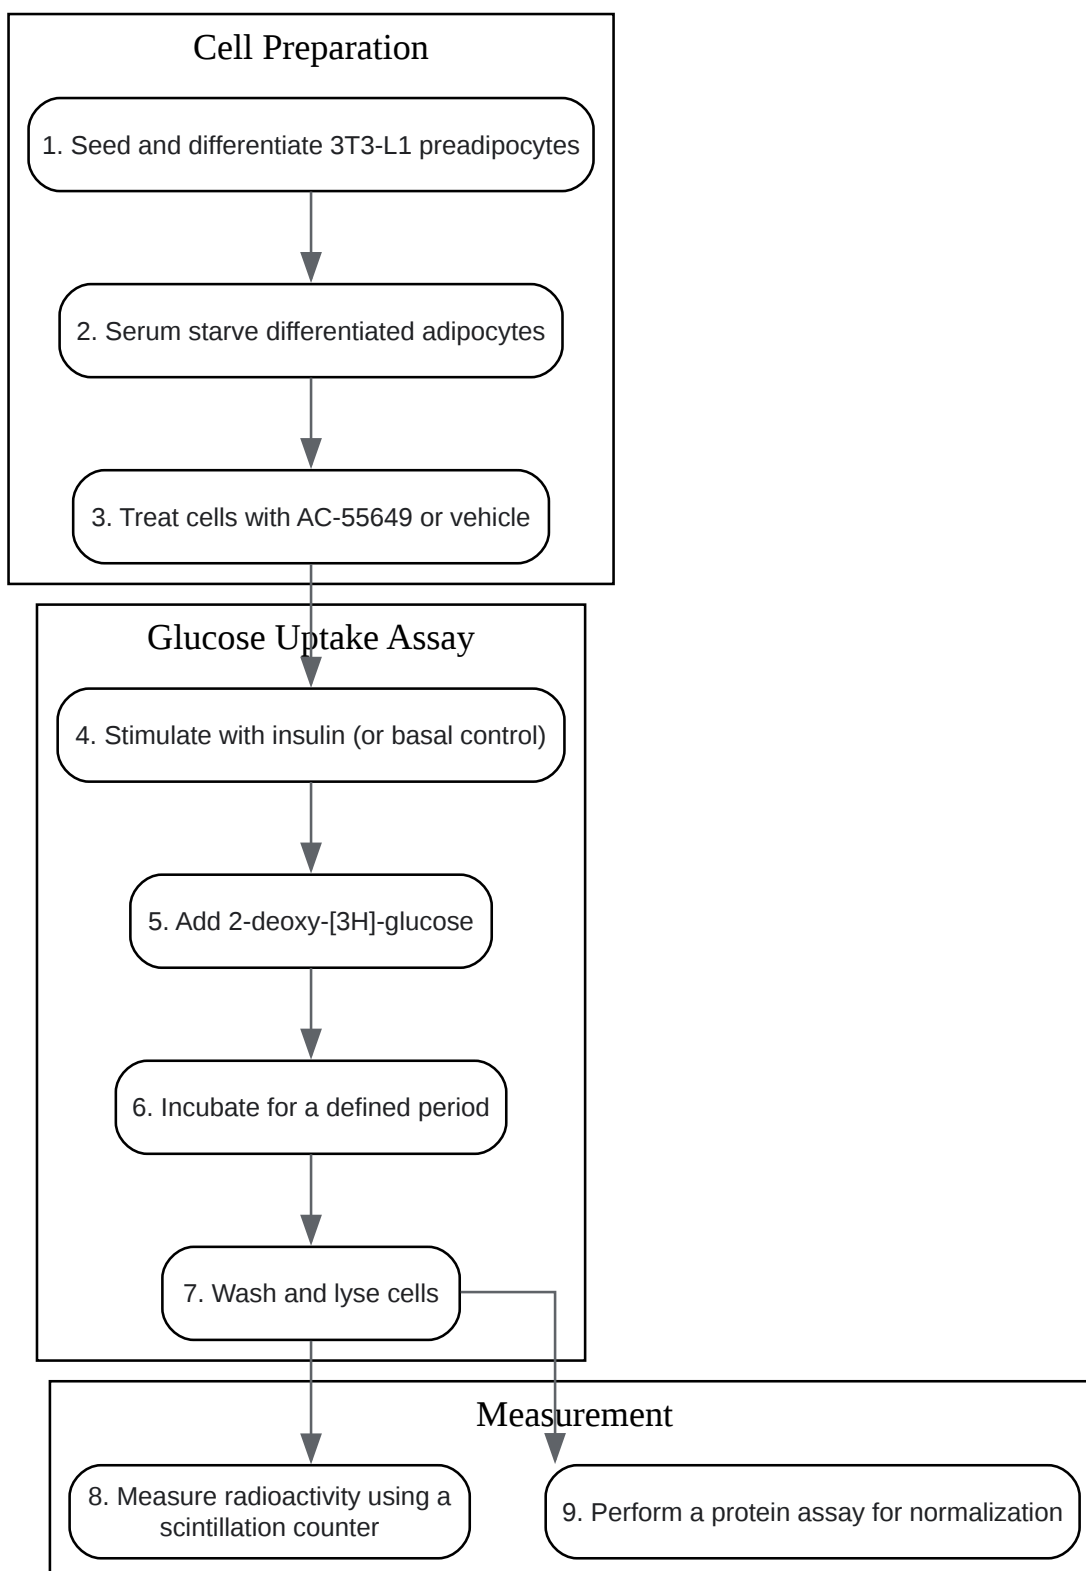 Cell Preparation
1. Seed and differentiate 3T3-L1 preadipocytes
2. Serum starve differentiated adipocytes
3. Treat cells with AC-55649 or vehicle
Glucose Uptake Assay
4. Stimulate with insulin (or basal control)
5. Add 2-deoxy-[3H]-glucose
6. Incubate for a defined period
7. Wash and lyse cells
Measurement
8. Measure radioactivity using a
scintillation counter
9. Perform a protein assay for normalization